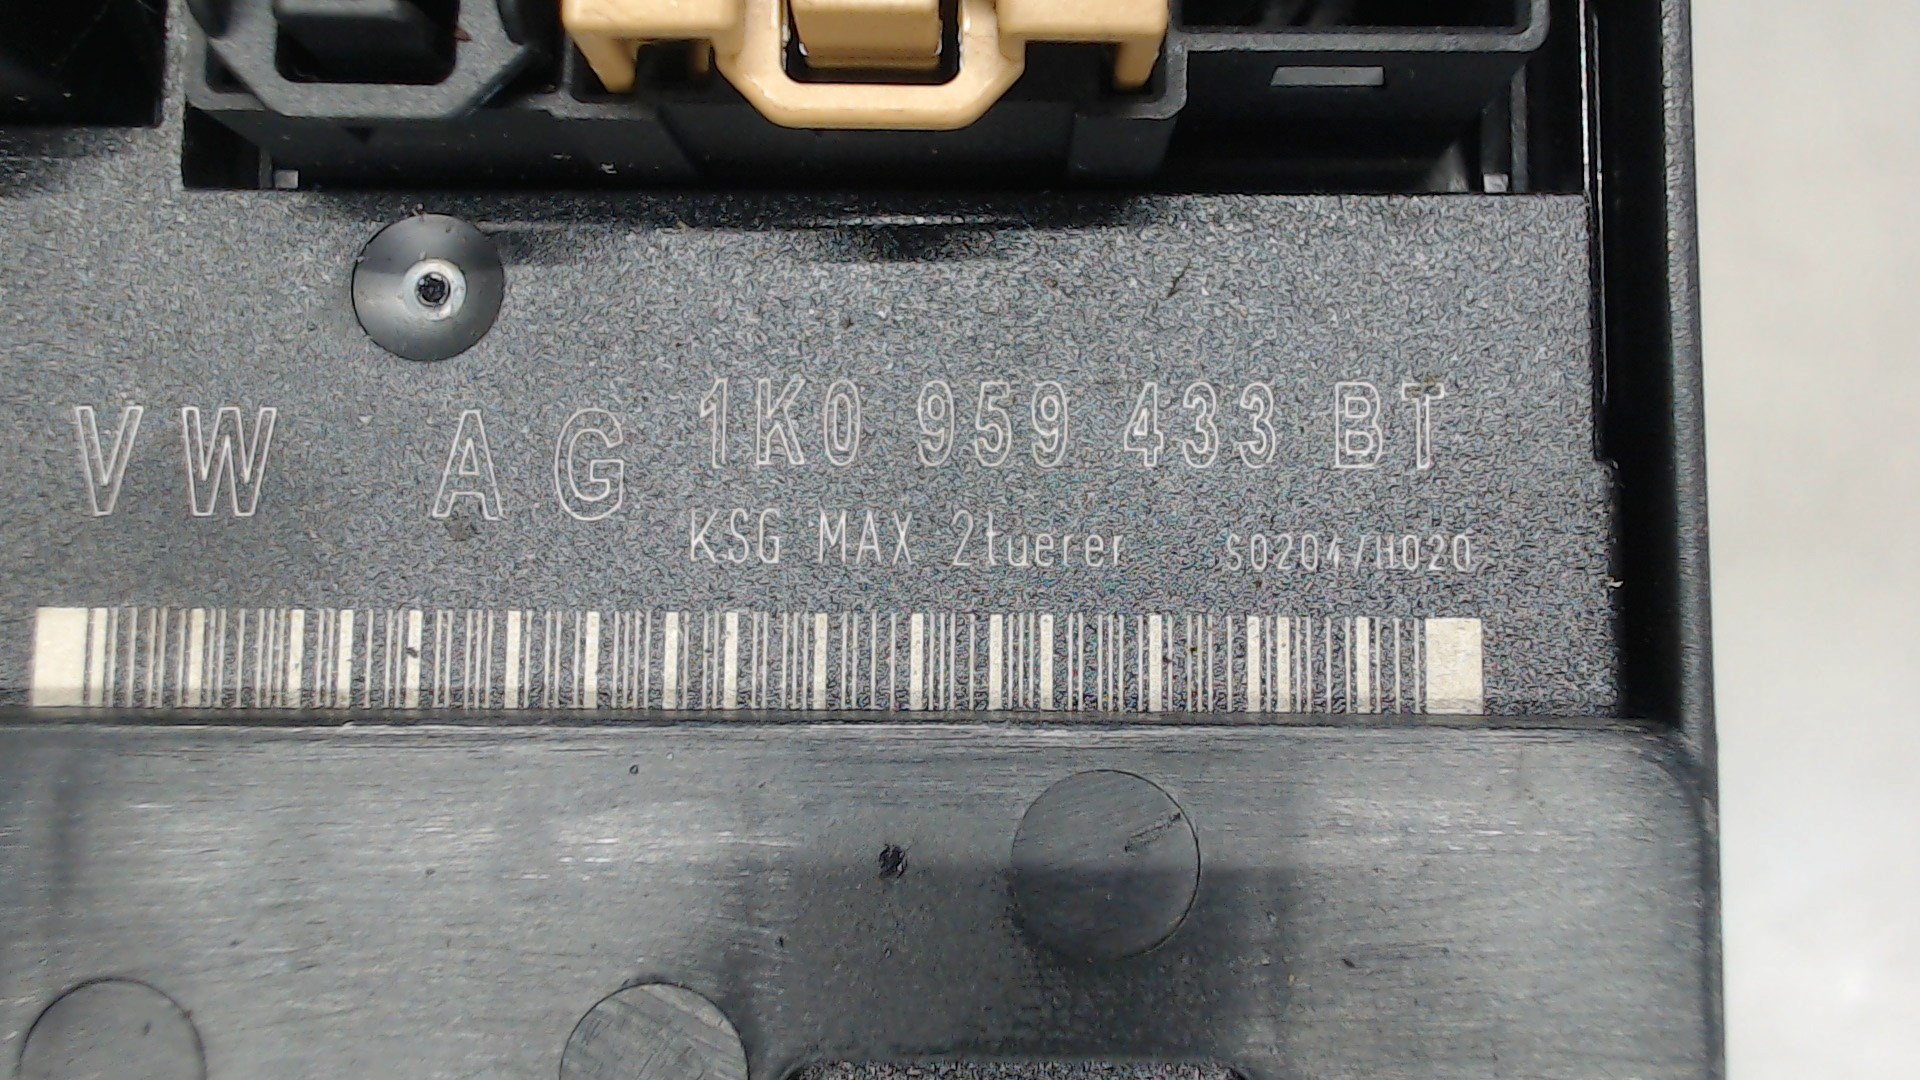 VW AG 1K0 959 433 BT
KSG MAX 2tuerer S0204/H020